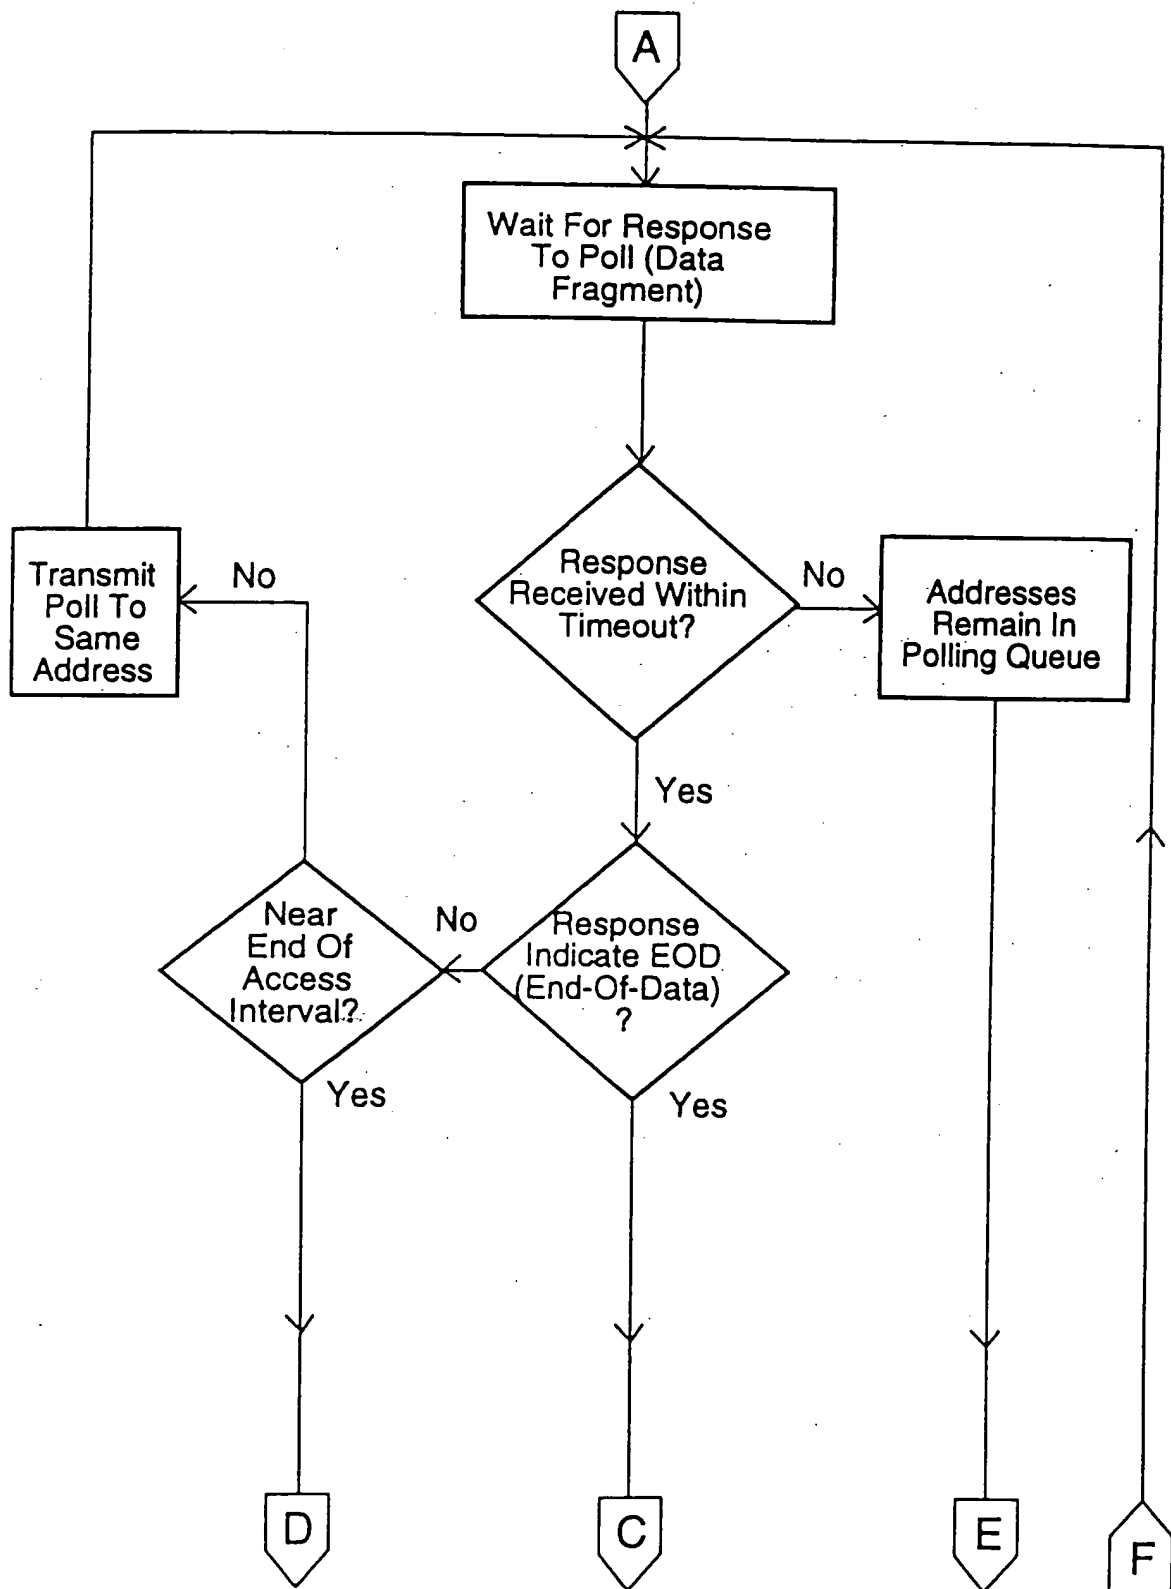 A
Wait For Response
To Poll (Data
Fragment)
Transmit
Poll To
Same
Address
No
Response
Received Within
Timeout?
No
Addresses
Remain In
Polling Queue
Yes
Near
End Of
Access
Interval?
No
Response
Indicate EOD
(End-Of-Data)
?
Yes
Yes
D
C
E
F